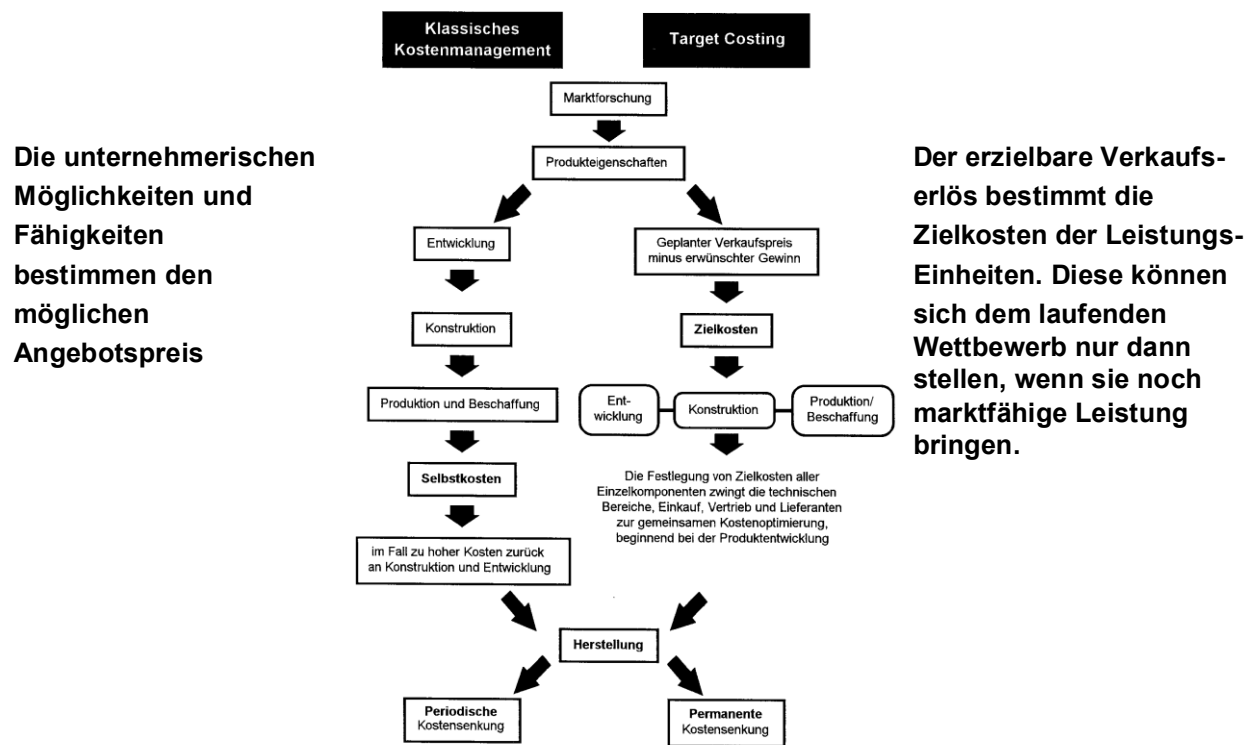 Klassisches
Kostenmanagement
Target Costing
Marktforschung
Produkteigenschaften
Die unternehmerischen
Möglichkeiten und
Fähigkeiten
bestimmen den
möglichen
Angebotspreis
Entwicklung
Konstruktion
Produktion und Beschaffung
Selbstkosten
im Fall zu hoher Kosten zurück
an Konstruktion und Entwicklung
Geplanter Verkaufspreis
minus erwünschter Gewinn
Zielkosten
Ent-
wicklung
Konstruktion
Produktion/
Beschaffung
Die Festlegung von Zielkosten aller
Einzelkomponenten zwingt die technischen
Bereiche, Einkauf, Vertrieb und Lieferanten
zur gemeinsamen Kostenoptimierung,
beginnend bei der Produktentwicklung
Der erzielbare Verkaufs-
erlös bestimmt die
Zielkosten der Leistungs-
Einheiten. Diese können
sich dem laufenden
Wettbewerb nur dann
stellen, wenn sie noch
marktfähige Leistung
bringen.
Herstellung
Periodische
Kostensenkung
Permanente
Kostensenkung